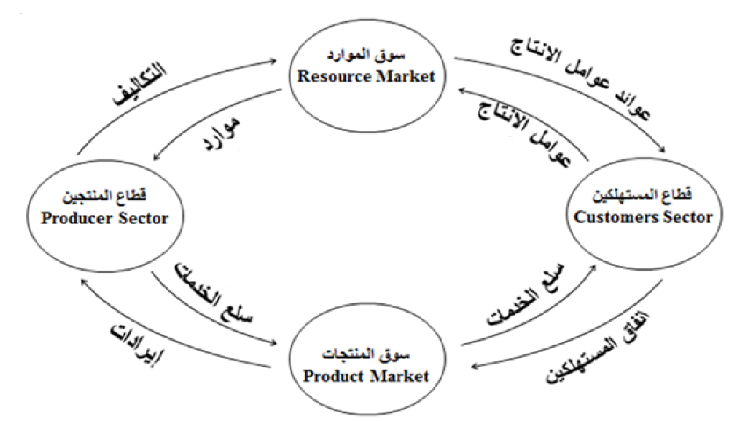 سوق الموارد
Resource Market
التكاليف
موارد
عوائد عوامل الانتاج
عوامل الانتاج
قطاع المنتجين
Producer Sector
قطاع المستهلكين
Customers Sector
سلع الخدمات
إيرادات
سلع الخدمات
انفاق المستهلكين
سوق المنتجات
Product Market